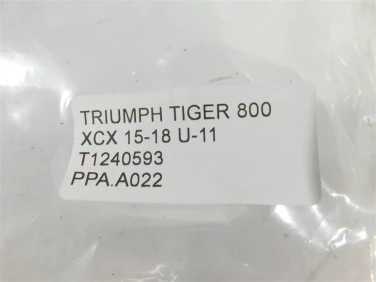 TRIUMPH TIGER 800
XCX 15-18 U-11
T1240593
PPA.A022